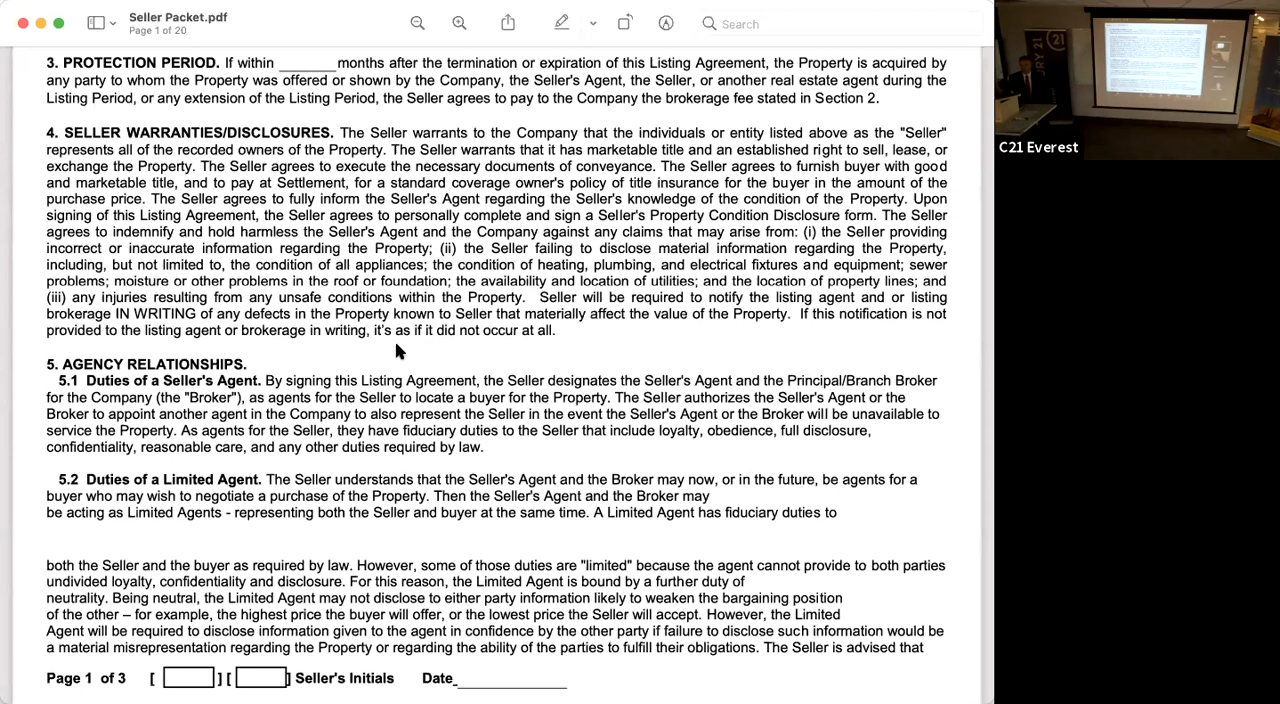 Seller Packet.pdf
Page 1 of 20
Search
3. PROTECTION PERIOD. If within ______ months after the termination or expiration of this Listing Agreement, the Property is acquired
by any party to whom the Property was offered or shown by the Company, the Seller's Agent, the Seller, or another real estate agent during the
Listing Period, or any extension of the Listing Period, the Seller agrees to pay to the Company the brokerage fee stated in Section 2.
4. SELLER WARRANTIES/DISCLOSURES. The Seller warrants to the Company that the individuals or entity listed above as the "Seller"
represents all of the recorded owners of the Property. The Seller warrants that it has marketable title and an established right to sell, lease, or
exchange the Property. The Seller agrees to execute the necessary documents of conveyance. The Seller agrees to furnish buyer with good
and marketable title, and to pay at Settlement, for a standard coverage owner's policy of title insurance for the buyer in the amount of the
purchase price. The Seller agrees to fully inform the Seller's Agent regarding the Seller's knowledge of the condition of the Property. Upon
signing of this Listing Agreement, the Seller agrees to personally complete and sign a Seller's Property Condition Disclosure form. The Seller
agrees to indemnify and hold harmless the Seller's Agent and the Company against any claims that may arise from: (i) the Seller providing
incorrect or inaccurate information regarding the Property; (ii) the Seller failing to disclose material information regarding the Property,
including, but not limited to, the condition of all appliances; the condition of heating, plumbing, and electrical fixtures and equipment; sewer
problems; moisture or other problems in the roof or foundation; the availability and location of utilities; and the location of property lines; and
(iii) any injuries resulting from any unsafe conditions within the Property. Seller will be required to notify the listing agent and or listing
brokerage IN WRITING of any defects in the Property known to Seller that materially affect the value of the Property. If this notification is not
provided to the listing agent or brokerage in writing, it's as if it did not occur at all.
5. AGENCY RELATIONSHIPS.
5.1 Duties of a Seller's Agent. By signing this Listing Agreement, the Seller designates the Seller's Agent and the Principal/Branch Broker
for the Company (the "Broker"), as agents for the Seller to locate a buyer for the Property. The Seller authorizes the Seller's Agent or the
Broker to appoint another agent in the Company to also represent the Seller in the event the Seller's Agent or the Broker will be unavailable to
service the Property. As agents for the Seller, they have fiduciary duties to the Seller that include loyalty, obedience, full disclosure,
confidentiality, reasonable care, and any other duties required by law.
5.2 Duties of a Limited Agent. The Seller understands that the Seller's Agent and the Broker may now, or in the future, be agents for a
buyer who may wish to negotiate a purchase of the Property. Then the Seller's Agent and the Broker may
be acting as Limited Agents - representing both the Seller and buyer at the same time. A Limited Agent has fiduciary duties to
both the Seller and the buyer as required by law. However, some of those duties are "limited" because the agent cannot provide to both parties
undivided loyalty, confidentiality and disclosure. For this reason, the Limited Agent is bound by a further duty of
neutrality. Being neutral, the Limited Agent may not disclose to either party information likely to weaken the bargaining position
of the other – for example, the highest price the buyer will offer, or the lowest price the Seller will accept. However, the Limited
Agent will be required to disclose information given to the agent in confidence by the other party if failure to disclose such information would be
a material misrepresentation regarding the Property or regarding the ability of the parties to fulfill their obligations. The Seller is advised that
Page 1 of 3 [ ] [ ] Seller's Initials Date_
C21 Everest